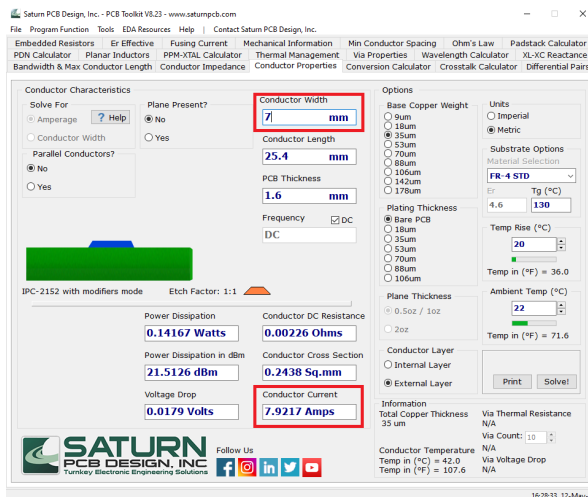 Saturn PCB Design, Inc. - PCB Toolkit V8.23 - www.saturnpcb.com
File Program Function Tools EDA Resources Help | Contact Saturn PCB Design, Inc.
Embedded Resistors Er Effective Fusing Current Mechanical Information Min Conductor Spacing Ohm's Law Padstack Calculator
PDN Calculator Planar Inductors PPM-XTAL Calculator Thermal Management Via Properties Wavelength Calculator XL-XC Reactance
Bandwidth & Max Conductor Length Conductor Impedance Conductor Properties Conversion Calculator Crosstalk Calculator Differential Pairs
Conductor Characteristics
Solve For
Amperage
? Help
Conductor Width
Parallel Conductors?
No
Yes
Plane Present?
No
Yes
Conductor Width
7 mm
Conductor Length
25.4 mm
PCB Thickness
1.6 mm
Frequency DC
DC
IPC-2152 with modifiers mode Etch Factor: 1:1
Power Dissipation
0.14167 Watts
Conductor DC Resistance
0.00226 Ohms
Power Dissipation in dBm
21.5126 dBm
Conductor Cross Section
0.2438 Sq.mm
Voltage Drop
0.0179 Volts
Conductor Current
7.9217 Amps
SATURN
PCB DESIGN, INC
Turnkey Electronic Engineering Solutions
Follow Us
Options
Base Copper Weight
9um
18um
35um
53um
70um
88um
106um
142um
178um
Plating Thickness
Bare PCB
18um
35um
53um
70um
88um
106um
Plane Thickness
0.5oz / 1oz
2oz
Conductor Layer
Internal Layer
External Layer
Units
Imperial
Metric
Substrate Options
Material Selection
FR-4 STD
Er Tg (°C)
4.6 130
Temp Rise (°C)
20
Temp in (°F) = 36.0
Ambient Temp (°C)
22
Temp in (°F) = 71.6
Print Solve!
Information
Total Copper Thickness
35 um
Via Thermal Resistance
N/A
Via Count: 10
N/A
Conductor Temperature
Temp in (°C) = 42.0
Temp in (°F) = 107.6
Via Voltage Drop
N/A